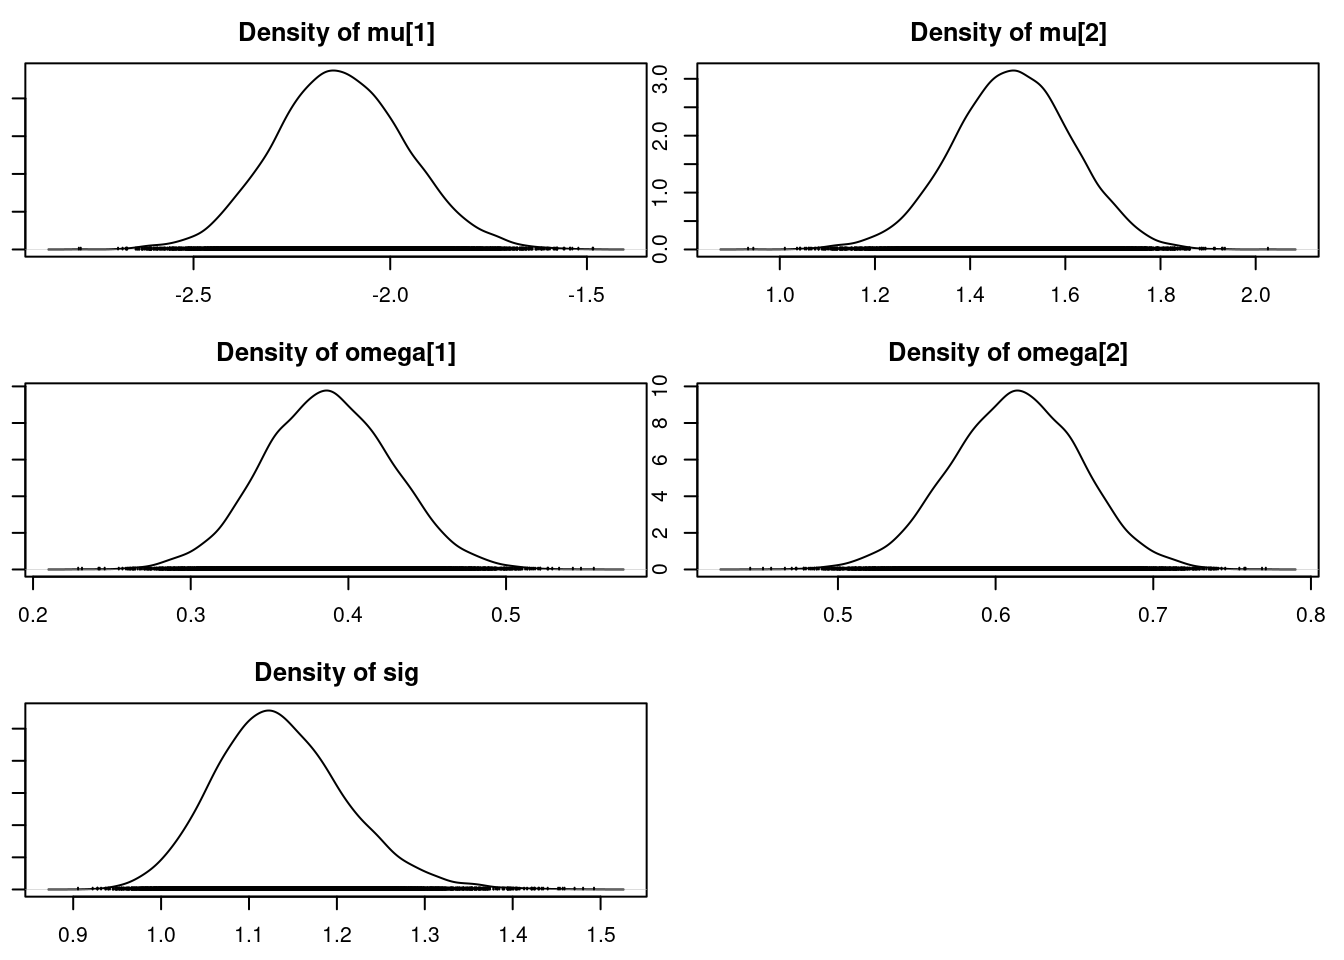 Density of mu[1]
-2.5 -2.0 -1.5
Density of mu[2]
3.0
2.0
1.0
0.0
1.0 1.2 1.4 1.6 1.8 2.0
Density of omega[1]
0.2 0.3 0.4 0.5
Density of omega[2]
10
8
6
4
2
0
0.5 0.6 0.7 0.8
Density of sig
0.9 1.0 1.1 1.2 1.3 1.4 1.5